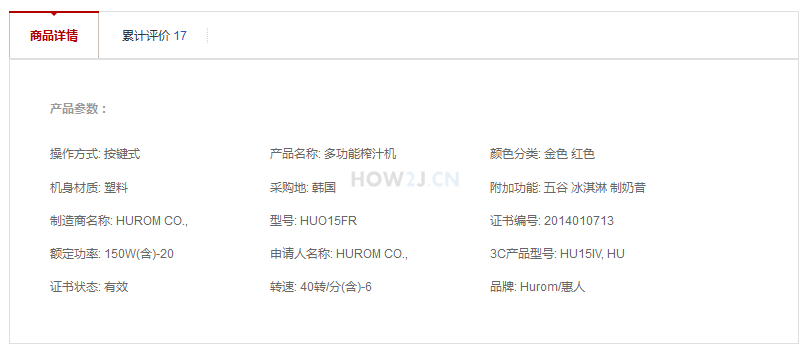 商品详情 累计评价 17
产品参数：
操作方式: 按键式 产品名称: 多功能榨汁机 颜色分类: 金色 红色
机身材质: 塑料 采购地: 韩国 附加功能: 五谷 冰淇淋 制奶昔
HOW2J.CN
制造商名称: HUROM CO., 型号: HUO15FR 证书编号: 2014010713
额定功率: 150W(含)-20 申请人名称: HUROM CO., 3C产品型号: HU15IV, HU
证书状态: 有效 转速: 40转/分(含)-6 品牌: Hurom/惠人